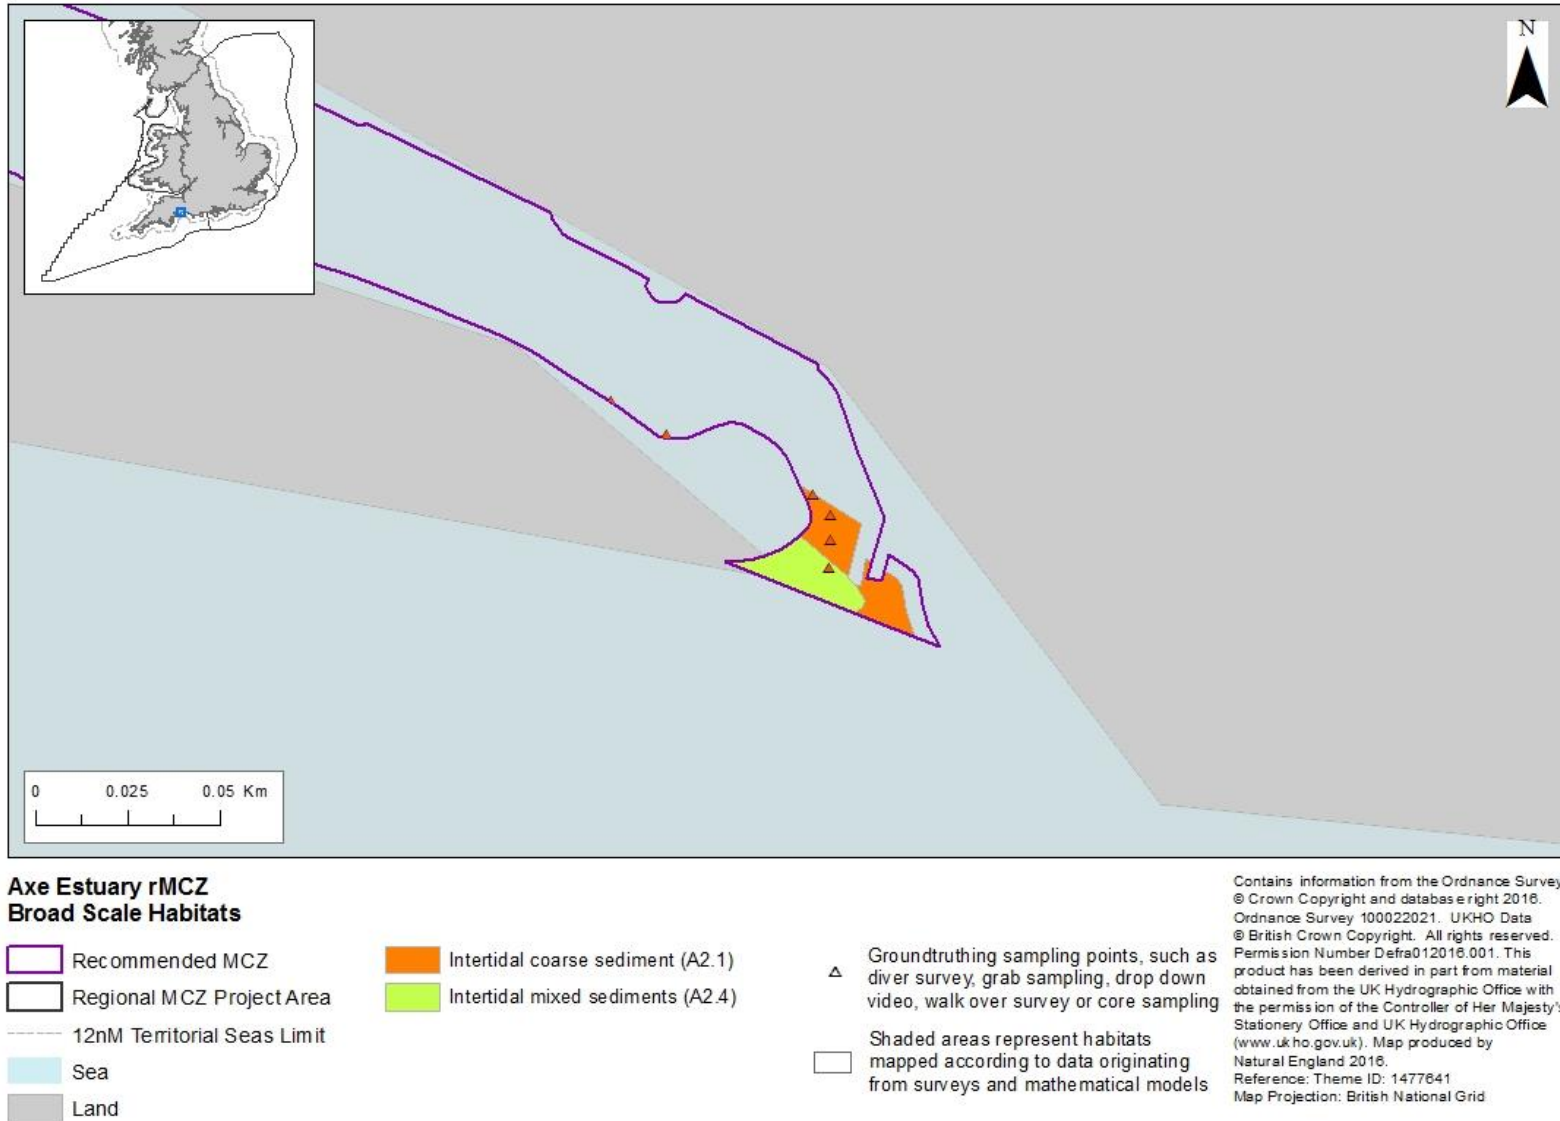 N
0 0.025 0.05 Km
Axe Estuary rMCZ
Broad Scale Habitats
Recommended MCZ
Regional MCZ Project Area
12nM Territorial Seas Limit
Sea
Land
Intertidal coarse sediment (A2.1)
Intertidal mixed sediments (A2.4)
Groundtruthing sampling points, such as
diver survey, grab sampling, drop down
video, walk over survey or core sampling
Shaded areas represent habitats
mapped according to data originating
from surveys and mathematical models
Contains information from the Ordnance Survey
© Crown Copyright and database right 2016.
Ordnance Survey 100022021. UKHO Data
© British Crown Copyright. All rights reserved.
Permission Number Defra012016.001. This
product has been derived in part from material
obtained from the UK Hydrographic Office with
the permission of the Controller of Her Majesty's
Stationery Office and UK Hydrographic Office
(www.ukho.gov.uk). Map produced by
Natural England 2016.
Reference: Theme ID: 1477641
Map Projection: British National Grid